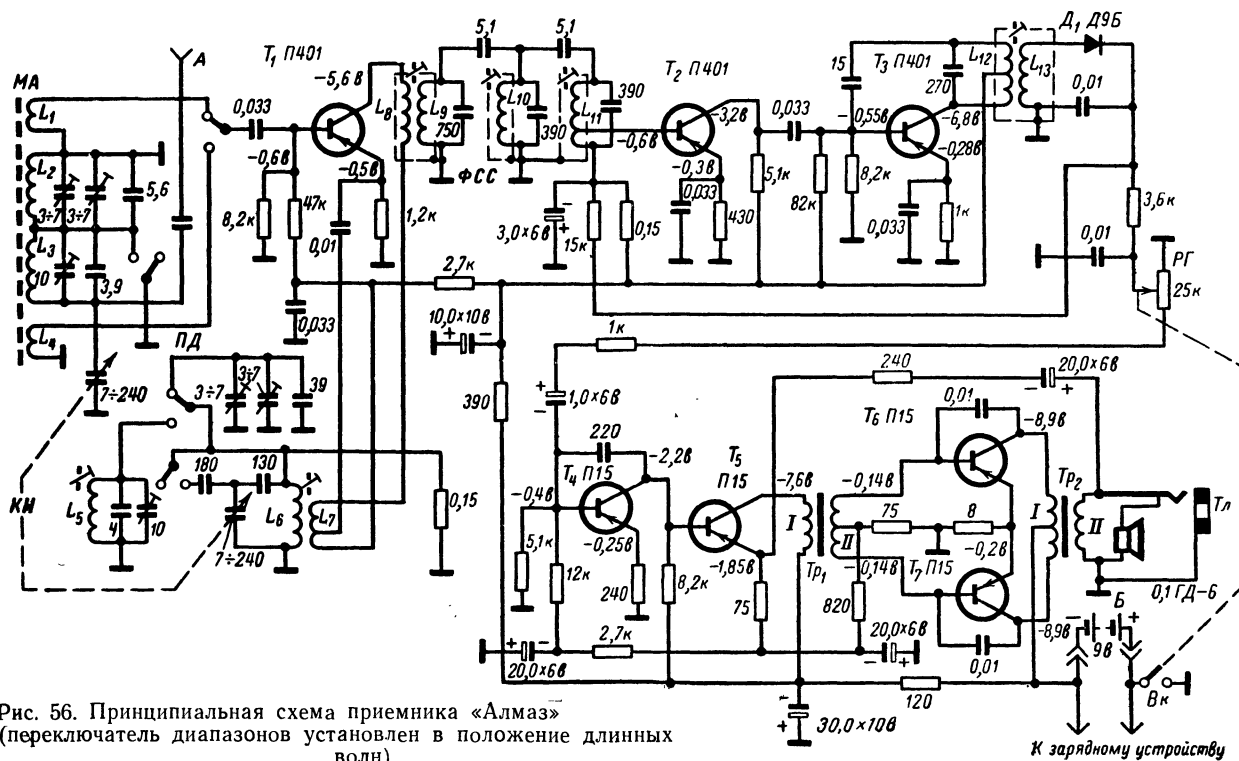 МА
А
L₁
L₂
3÷7
3÷7
5,6
L₃
10
3,9
L₄
7÷240
КН
ПД
3÷7
3÷7
39
L₅
4
10
180
130
7÷240
L₆
L₇
0,15
0,033
T₁ П401
−5,6в
−0,6в
−0,5в
8,2к
47к
0,01
1,2к
0,033
2,7к
L₈
L₉
750
5,1
5,1
L₁₀
390
L₁₁
390
ФСС
−0,6в
3,0×6в
15к
0,15
T₂ П401
−3,2в
−0,3в
0,033
430
5,1к
0,033
82к
8,2к
15
T₃ П401
−0,55в
270
−6,8в
−0,28в
0,033
1к
L₁₂
L₁₃
Д₁ Д9Б
0,01
3,6к
0,01
РГ
25к
10,0×10в
390
1к
1,0×6в
220
T₄ П15
−2,2в
−0,4в
−0,25в
5,1к
12к
240
8,2к
20,0×6в
2,7к
T₅
П15
−7,6в
−1,85в
75
I
II
Тр₁
240
20,0×6в
T₆ П15
0,01
−8,9в
−0,14в
75
8
−0,2в
−0,14в
T₇ П15
820
20,0×6в
0,01
−8,9в
120
30,0×10в
Тр₂
I
II
Тл
0,1 ГД-6
Б
9в
Вк
К зарядному устройству
Рис. 56. Принципиальная схема приемника «Алмаз»
(переключатель диапазонов установлен в положение длинных
волн)